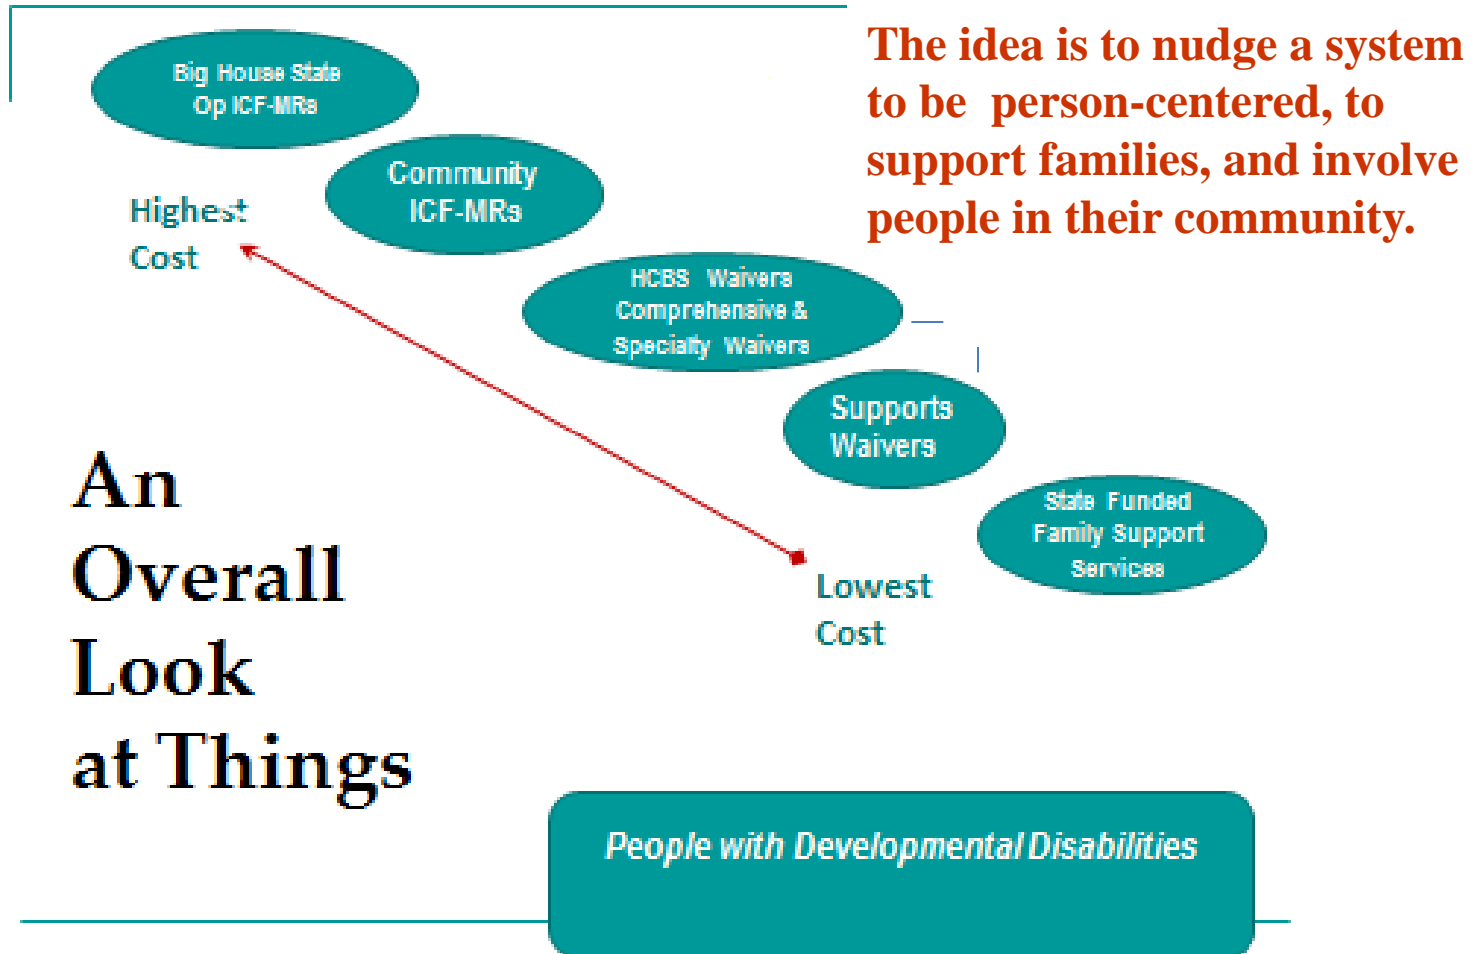 Big House State
Op ICF-MRs
The idea is to nudge a system
to be person-centered, to
support families, and involve
people in their community.
Community
ICF-MRs
Highest
Cost
HCBS Waivers
Comprehensive &
Specialty Waivers
Supports
Waivers
State Funded
Family Support
Services
Lowest
Cost
An
Overall
Look
at Things
People with Developmental Disabilities